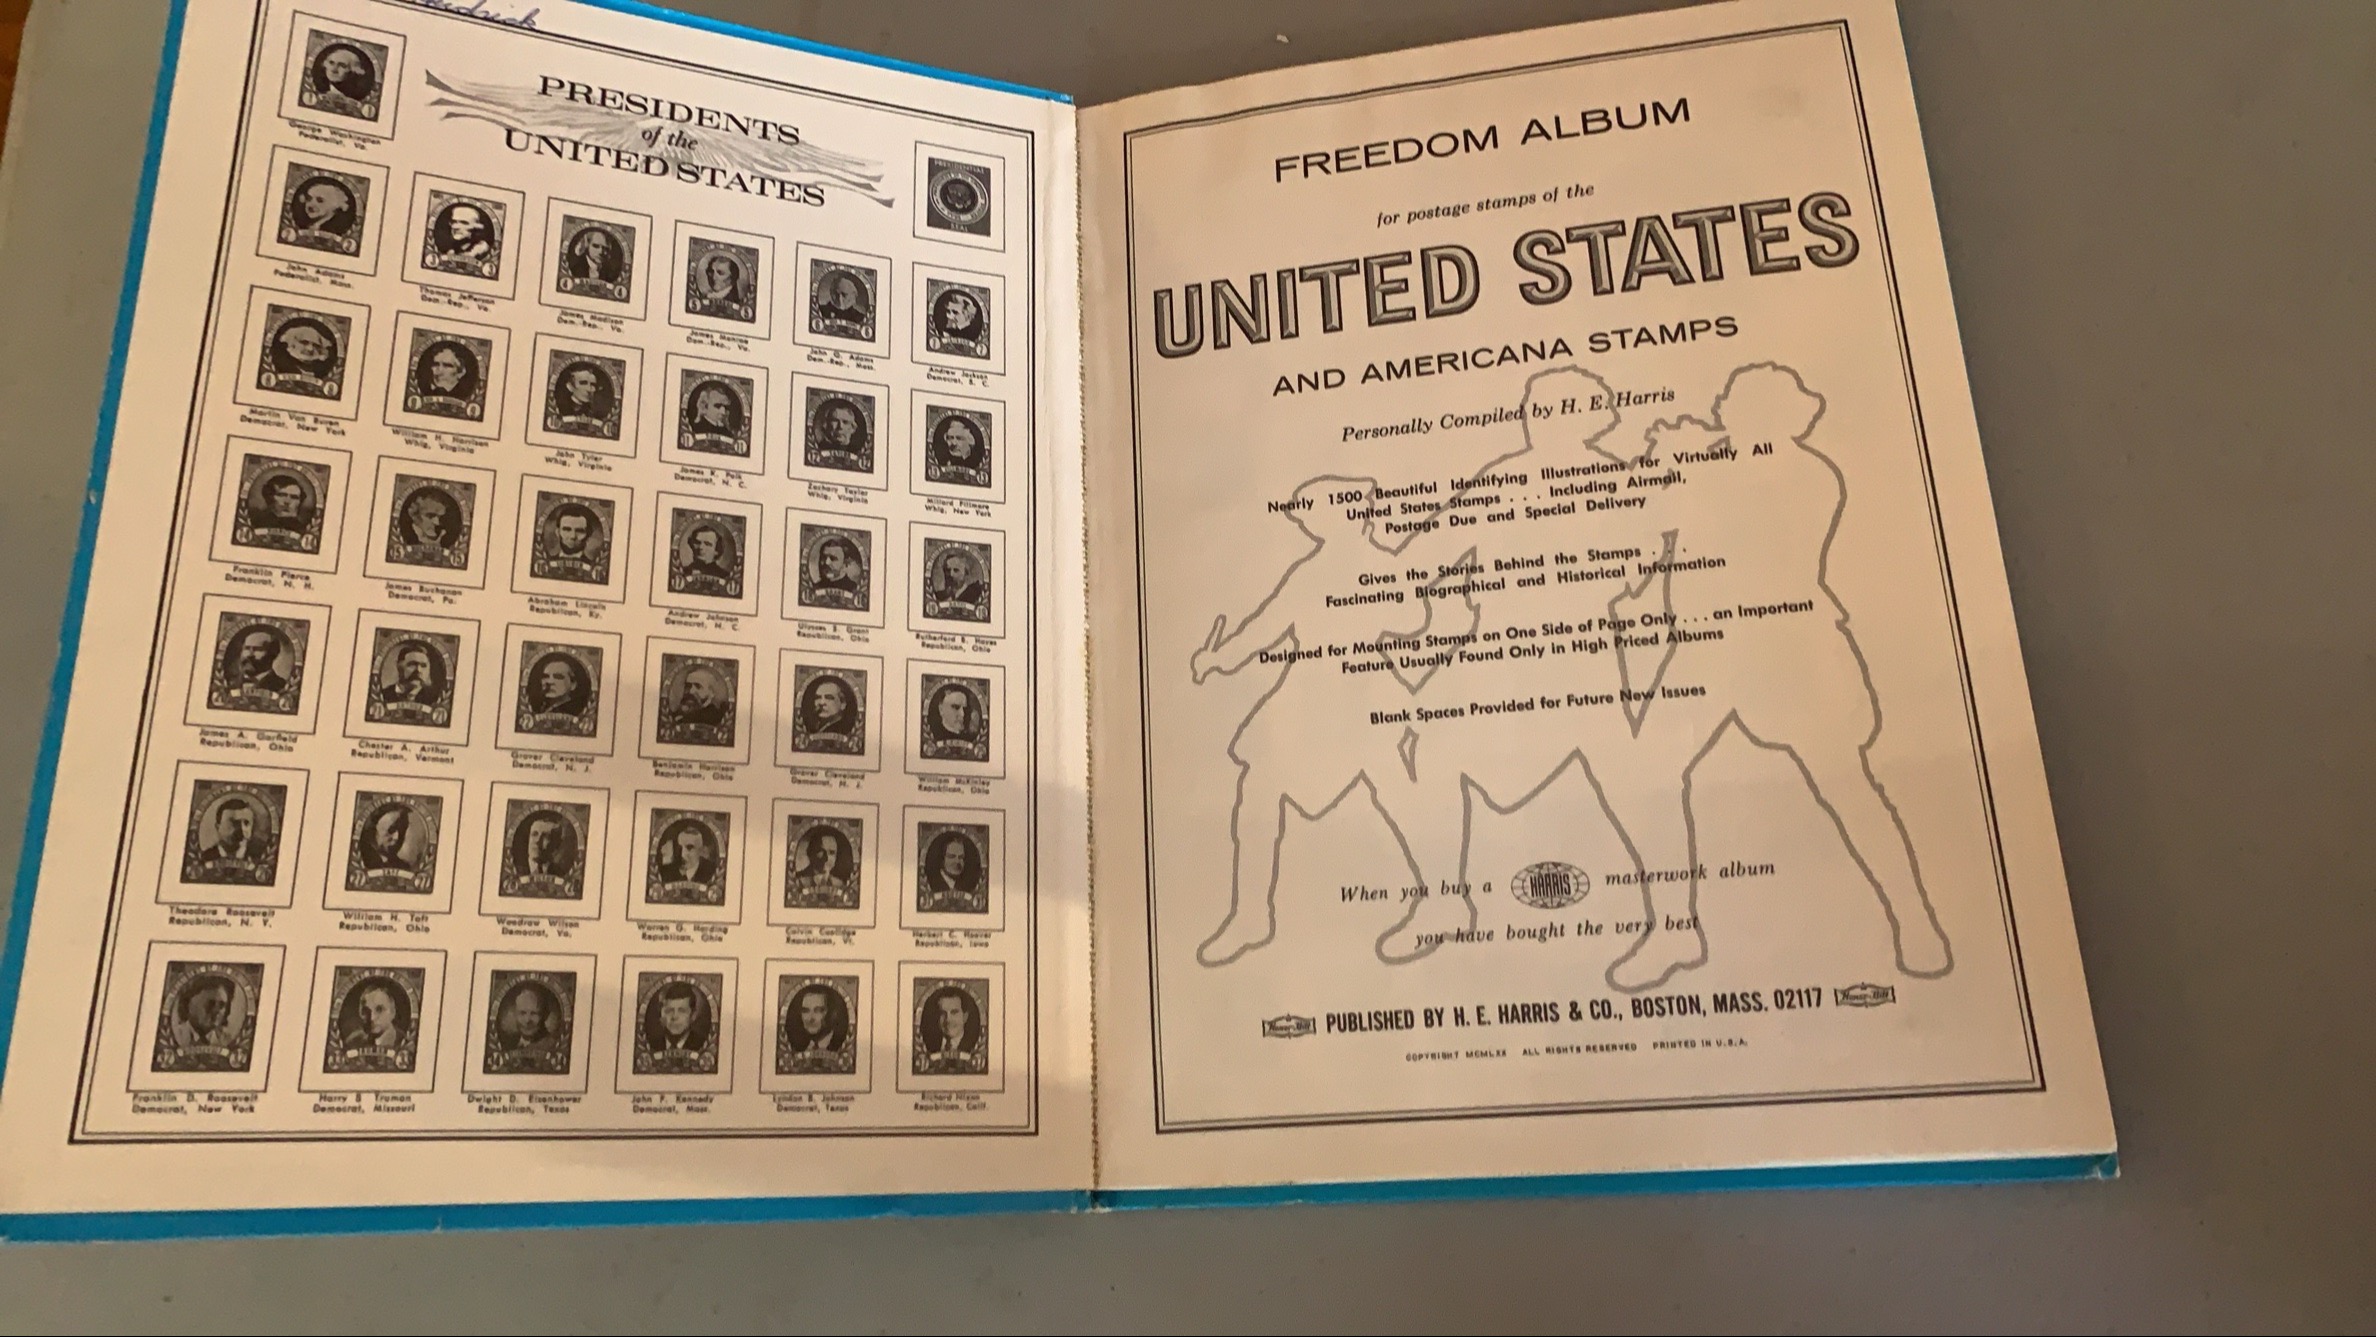 PRESIDENTS
of the
UNITED STATES
George Washington
Federalist, Va.
John Adams
Federalist, Mass.
Thomas Jefferson
Dem.-Rep., Va.
James Madison
Dem.-Rep., Va.
James Monroe
Dem.-Rep., Va.
John Q. Adams
Dem.-Rep., Mass.
Andrew Jackson
Democrat, S. C.
Martin Van Buren
Democrat, New York
William H. Harrison
Whig, Virginia
John Tyler
Whig, Virginia
James K. Polk
Democrat, N. C.
Zachary Taylor
Whig, Virginia
Millard Fillmore
Whig, New York
Franklin Pierce
Democrat, N. H.
James Buchanan
Democrat, Pa.
Abraham Lincoln
Republican, Ky.
Andrew Johnson
Democrat, N. C.
Ulysses S. Grant
Republican, Ohio
Rutherford B. Hayes
Republican, Ohio
James A. Garfield
Republican, Ohio
Chester A. Arthur
Republican, Vermont
Grover Cleveland
Democrat, N. J.
Benjamin Harrison
Republican, Ohio
Grover Cleveland
Democrat, N. J.
William McKinley
Republican, Ohio
Theodore Roosevelt
Republican, N. Y.
William H. Taft
Republican, Ohio
Woodrow Wilson
Democrat, Va.
Warren G. Harding
Republican, Ohio
Calvin Coolidge
Republican, Vt.
Herbert C. Hoover
Republican, Iowa
Franklin D. Roosevelt
Democrat, New York
Harry S Truman
Democrat, Missouri
Dwight D. Eisenhower
Republican, Texas
John F. Kennedy
Democrat, Mass.
Lyndon B. Johnson
Democrat, Texas
Richard Nixon
Republican, Calif.
FREEDOM ALBUM
for postage stamps of the
UNITED STATES
AND AMERICANA STAMPS
Personally Compiled by H. E. Harris
Nearly 1500 Beautiful Identifying Illustrations for Virtually All
United States Stamps . . . Including Airmail,
Postage Due and Special Delivery
Gives the Stories Behind the Stamps . . .
Fascinating Biographical and Historical Information
Designed for Mounting Stamps on One Side of Page Only . . . an Important
Feature Usually Found Only in High Priced Albums
Blank Spaces Provided for Future New Issues
When you buy a HARRIS masterwork album
you have bought the very best
PUBLISHED BY H. E. HARRIS & CO., BOSTON, MASS. 02117
COPYRIGHT MCMLXX ALL RIGHTS RESERVED PRINTED IN U.S.A.